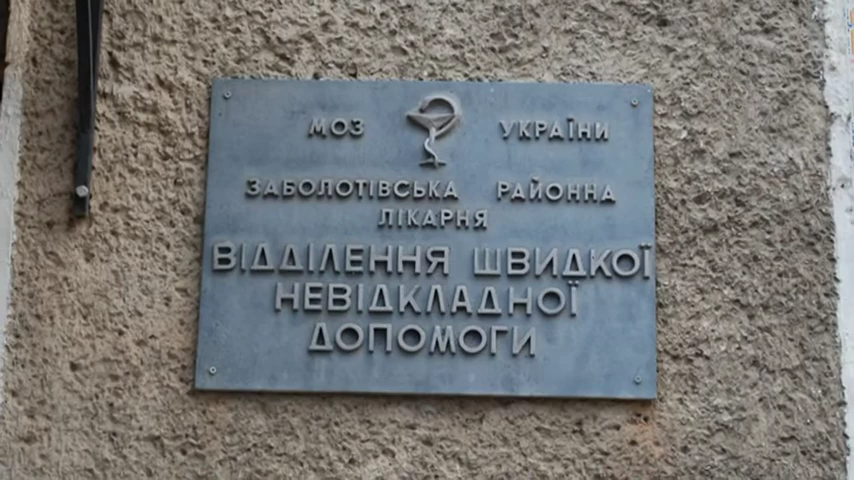 МОЗ УКРАЇНИ
ЗАБОЛОТІВСЬКА РАЙОННА
ЛІКАРНЯ
ВІДДІЛЕННЯ ШВИДКОЇ
НЕВІДКЛАДНОЇ
ДОПОМОГИ